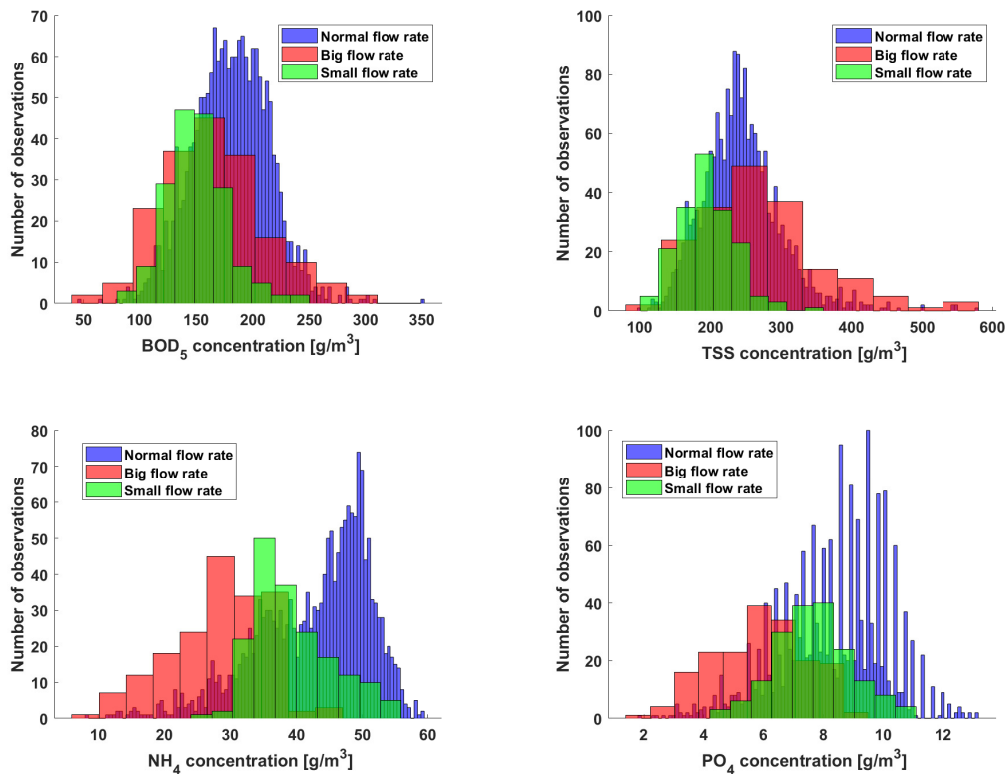 70
60
50
40
30
20
10
0
Number of observations
Normal flow rate
Big flow rate
Small flow rate
50 100 150 200 250 300 350
BOD5 concentration [g/m3]
100
80
60
40
20
0
Number of observations
Normal flow rate
Big flow rate
Small flow rate
100 200 300 400 500 600
TSS concentration [g/m3]
80
70
60
50
40
30
20
10
0
Number of observations
Normal flow rate
Big flow rate
Small flow rate
10 20 30 40 50 60
NH4 concentration [g/m3]
100
80
60
40
20
0
Number of observations
Normal flow rate
Big flow rate
Small flow rate
2 4 6 8 10 12
PO4 concentration [g/m3]